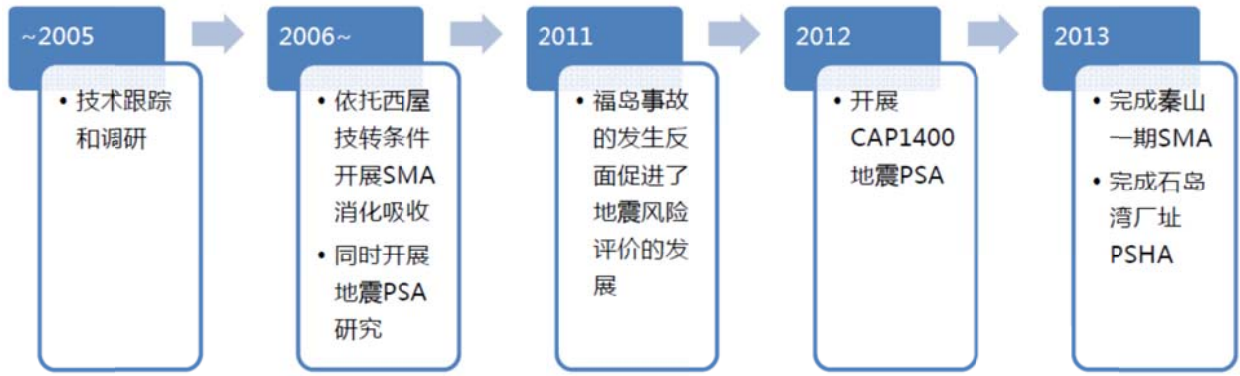 ~2005
• 技术跟踪
和调研
2006~
• 依托西屋
技转条件
开展SMA
消化吸收
• 同时开展
地震PSA
研究
2011
• 福岛事故
的发生反
面促进了
地震风险
评价的发
展
2012
• 开展
CAP1400
地震PSA
2013
• 完成秦山
一期SMA
• 完成石岛
湾厂址
PSHA